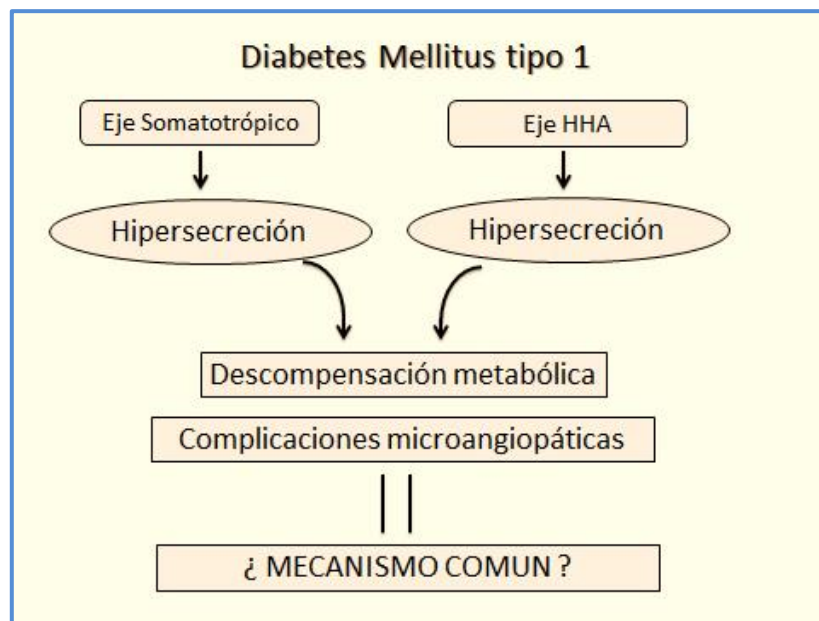 Diabetes Mellitus tipo 1
Eje Somatotrópico
Eje HHA
Hipersecreción
Hipersecreción
Descompensación metabólica
Complicaciones microangiopáticas
¿ MECANISMO COMUN ?